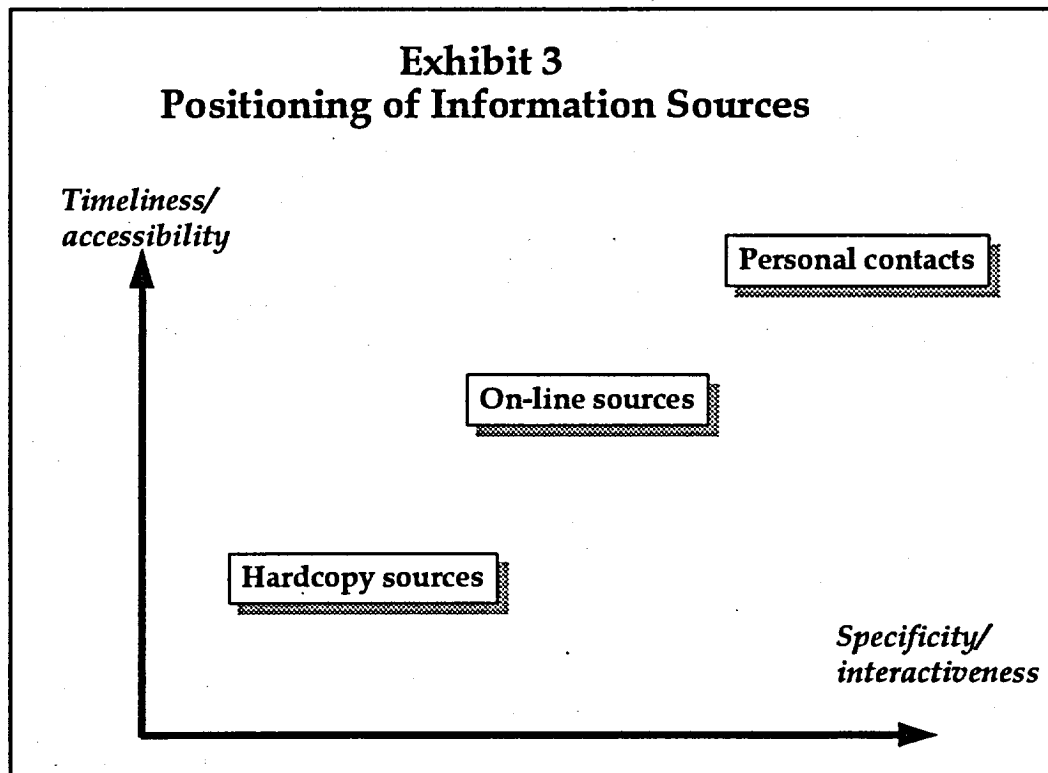 Exhibit 3
Positioning of Information Sources
Timeliness/
accessibility
Personal contacts
On-line sources
Hardcopy sources
Specificity/
interactiveness